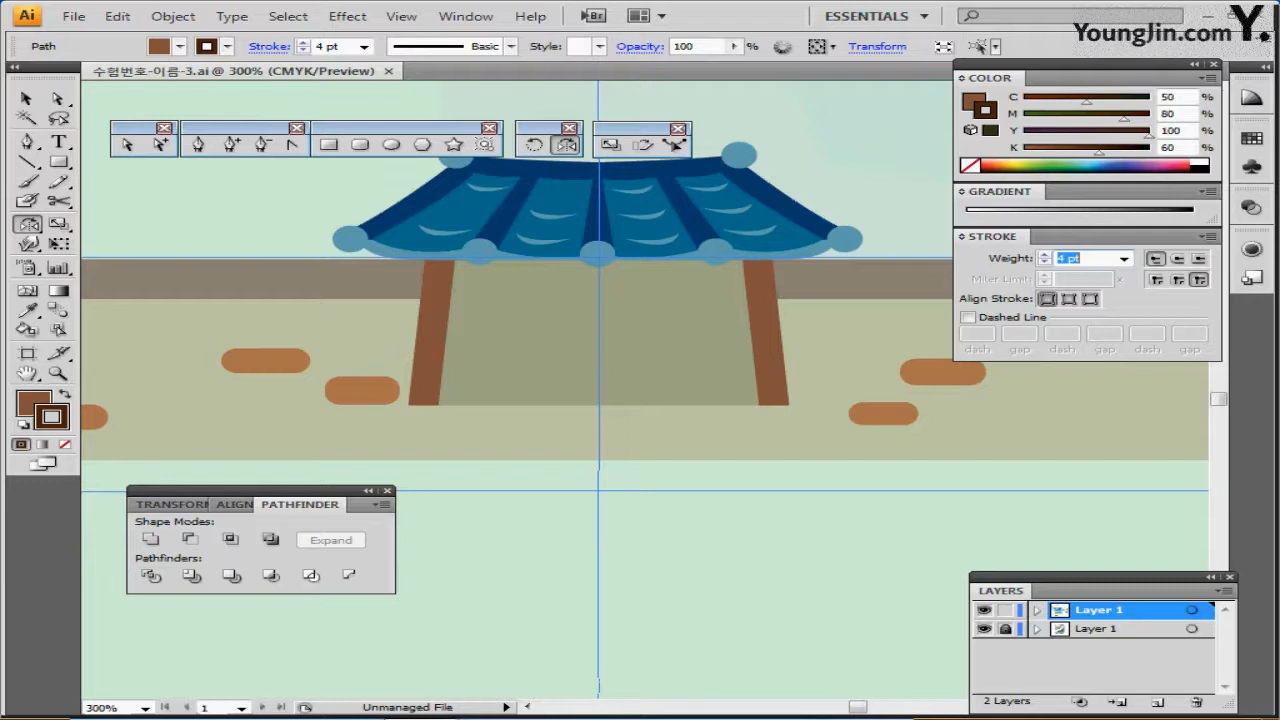 Ai File Edit Object Type Select Effect View Window Help Br ESSENTIALS
YoungJin.com Y.
Path Stroke: 4 pt Basic Style: Opacity: 100 % Transform
수험번호-이름-3.ai @ 300% (CMYK/Preview)
COLOR
C 50 %
M 80 %
Y 100 %
K 60 %
GRADIENT
STROKE
Weight: 4 pt
Miter Limit: x
Align Stroke:
Dashed Line
dash gap dash gap dash gap
TRANSFORM ALIGN PATHFINDER
Shape Modes:
Expand
Pathfinders:
LAYERS
Layer 1
Layer 1
2 Layers
300% 1 Unmanaged File